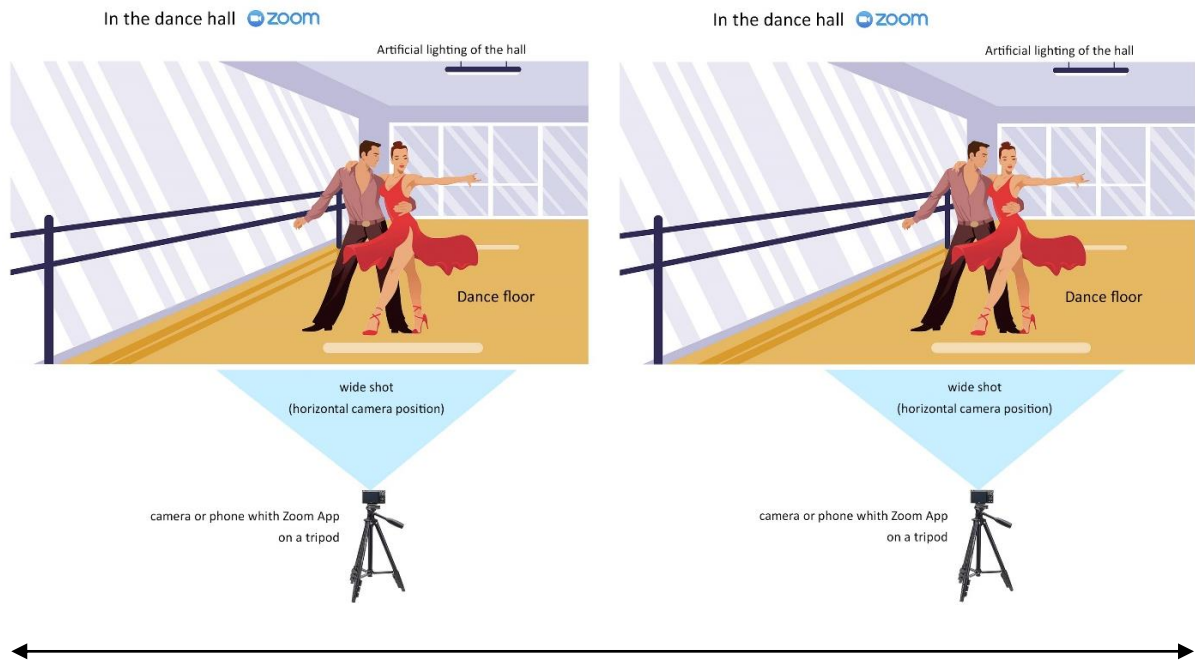 In the dance hall zoom
Artificial lighting of the hall
Dance floor
wide shot
(horizontal camera position)
camera or phone whith Zoom App
on a tripod
In the dance hall zoom
Artificial lighting of the hall
Dance floor
wide shot
(horizontal camera position)
camera or phone whith Zoom App
on a tripod